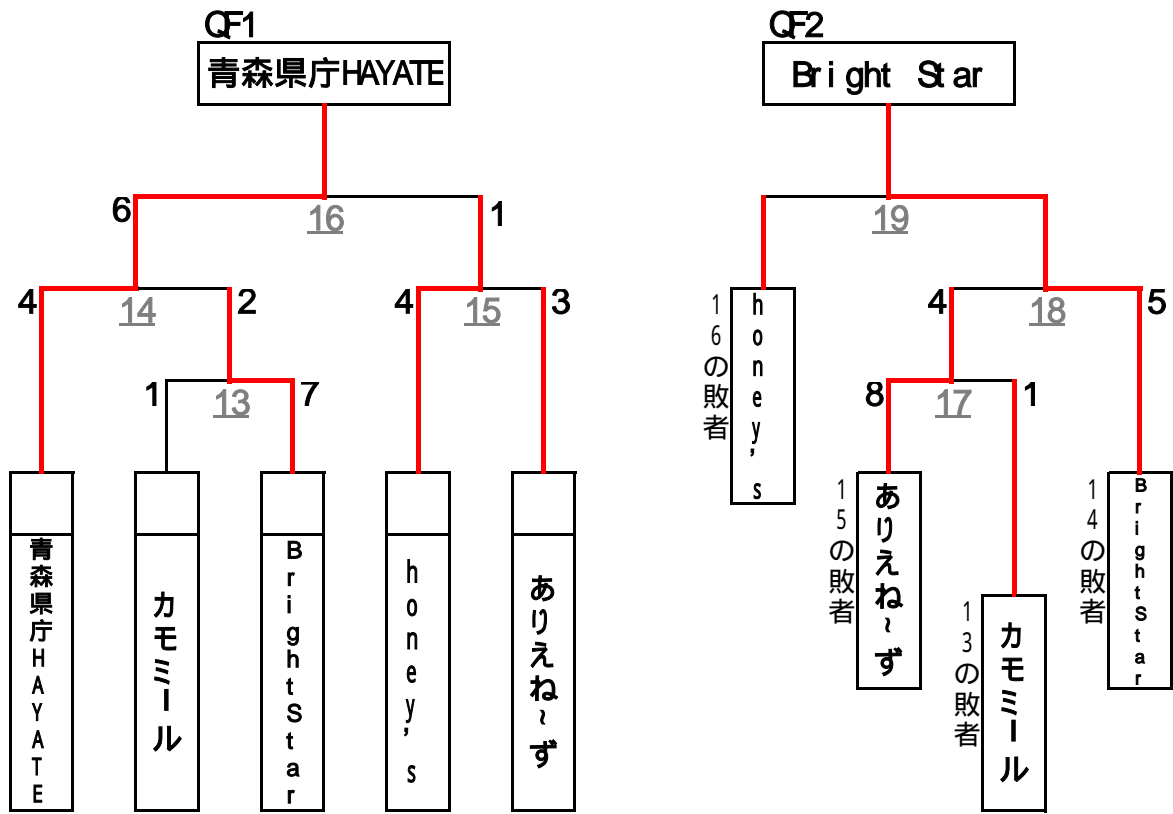 QF1
青森県庁HAYATE
6
16
1
4
14
2
4
15
3
1
13
7
青森県庁HAYATE
カモミール
BrightStar
honey’s
ありえね~ず
QF2
Bright Star
19
16の敗者
honey’s
4
18
5
8
17
1
15の敗者
ありえね~ず
13の敗者
カモミール
14の敗者
BrightStar